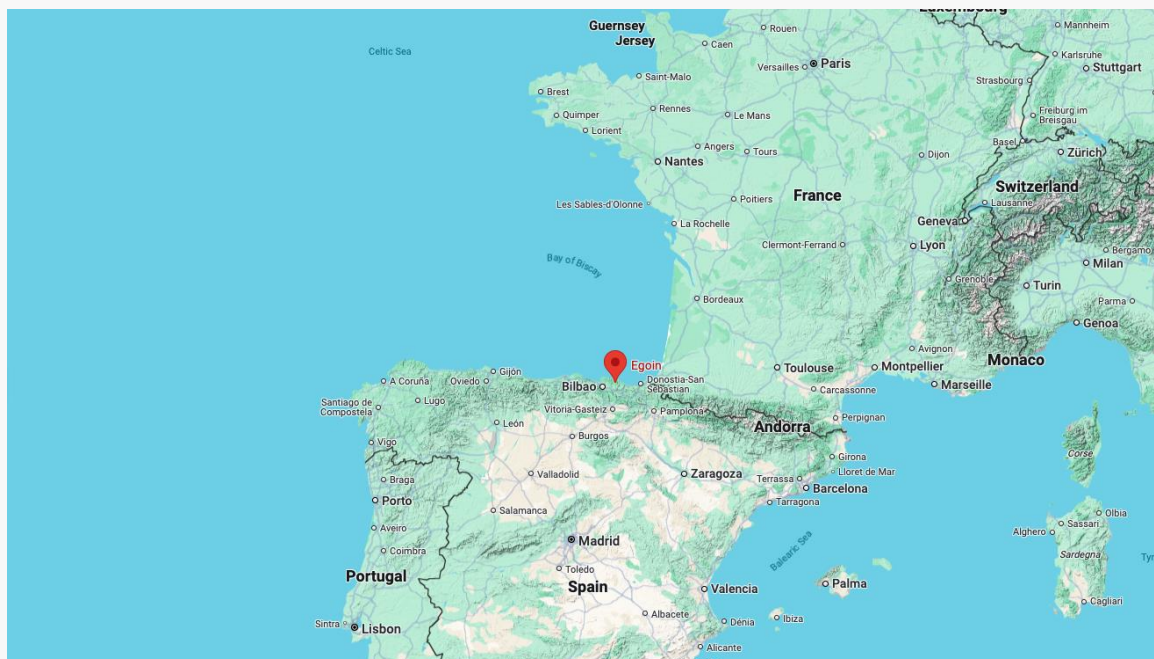 Luxembourg
Guernsey
Jersey
Celtic Sea
Rouen
Caen
Mannheim
Karlsruhe
Stuttgart
Versailles
Paris
Saint-Malo
Strasbourg
Brest
Rennes
Le Mans
Freiburg im
Breisgau
Quimper
Lorient
Angers
Tours
Dijon
Basel
Zürich
Nantes
Switzerland
Lausanne
Les Sables-d'Olonne
Poitiers
France
Geneva
La Rochelle
Clermont-Ferrand
Lyon
Bergamo
Milan
Bay of Biscay
Grenoble
Turin
Bordeaux
Parma
Genoa
Avignon
Monaco
Egoin
Toulouse
Montpellier
Marseille
Carcassonne
A Coruña
Oviedo
Gijón
Bilbao
Donostia-San
Sebastian
Santiago de
Compostela
Lugo
Vitoria-Gasteiz
Pamplona
Perpignan
León
Andorra
Burgos
Vigo
Girona
Corse
Braga
Valladolid
Zaragoza
Lloret de Mar
Terrassa
Barcelona
Porto
Salamanca
Tarragona
Olbia
Aveiro
Sassari
Alghero
Coimbra
Madrid
Balearic Sea
Sardegna
Toledo
Portugal
Spain
Valencia
Palma
Cagliari
Sintra
Lisbon
Albacete
Dénia
Ibiza
Alicante